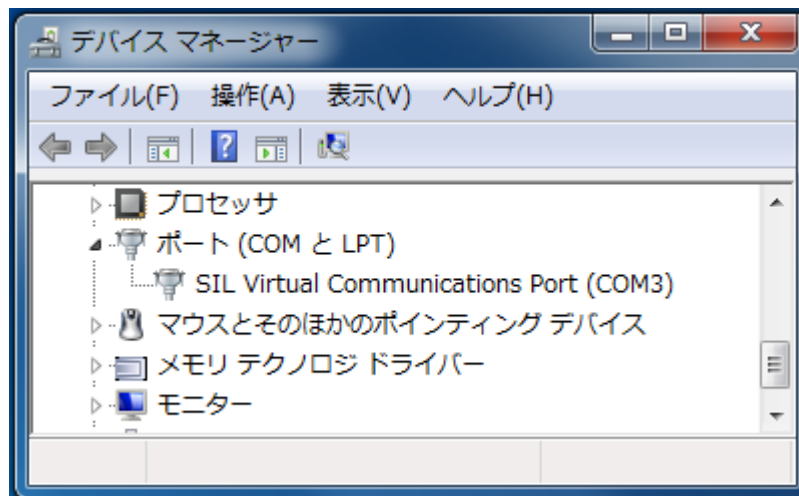 デバイス マネージャー
ファイル(F) 操作(A) 表示(V) ヘルプ(H)
プロセッサ
ポート (COM と LPT)
SIL Virtual Communications Port (COM3)
マウスとそのほかのポインティング デバイス
メモリ テクノロジ ドライバー
モニター